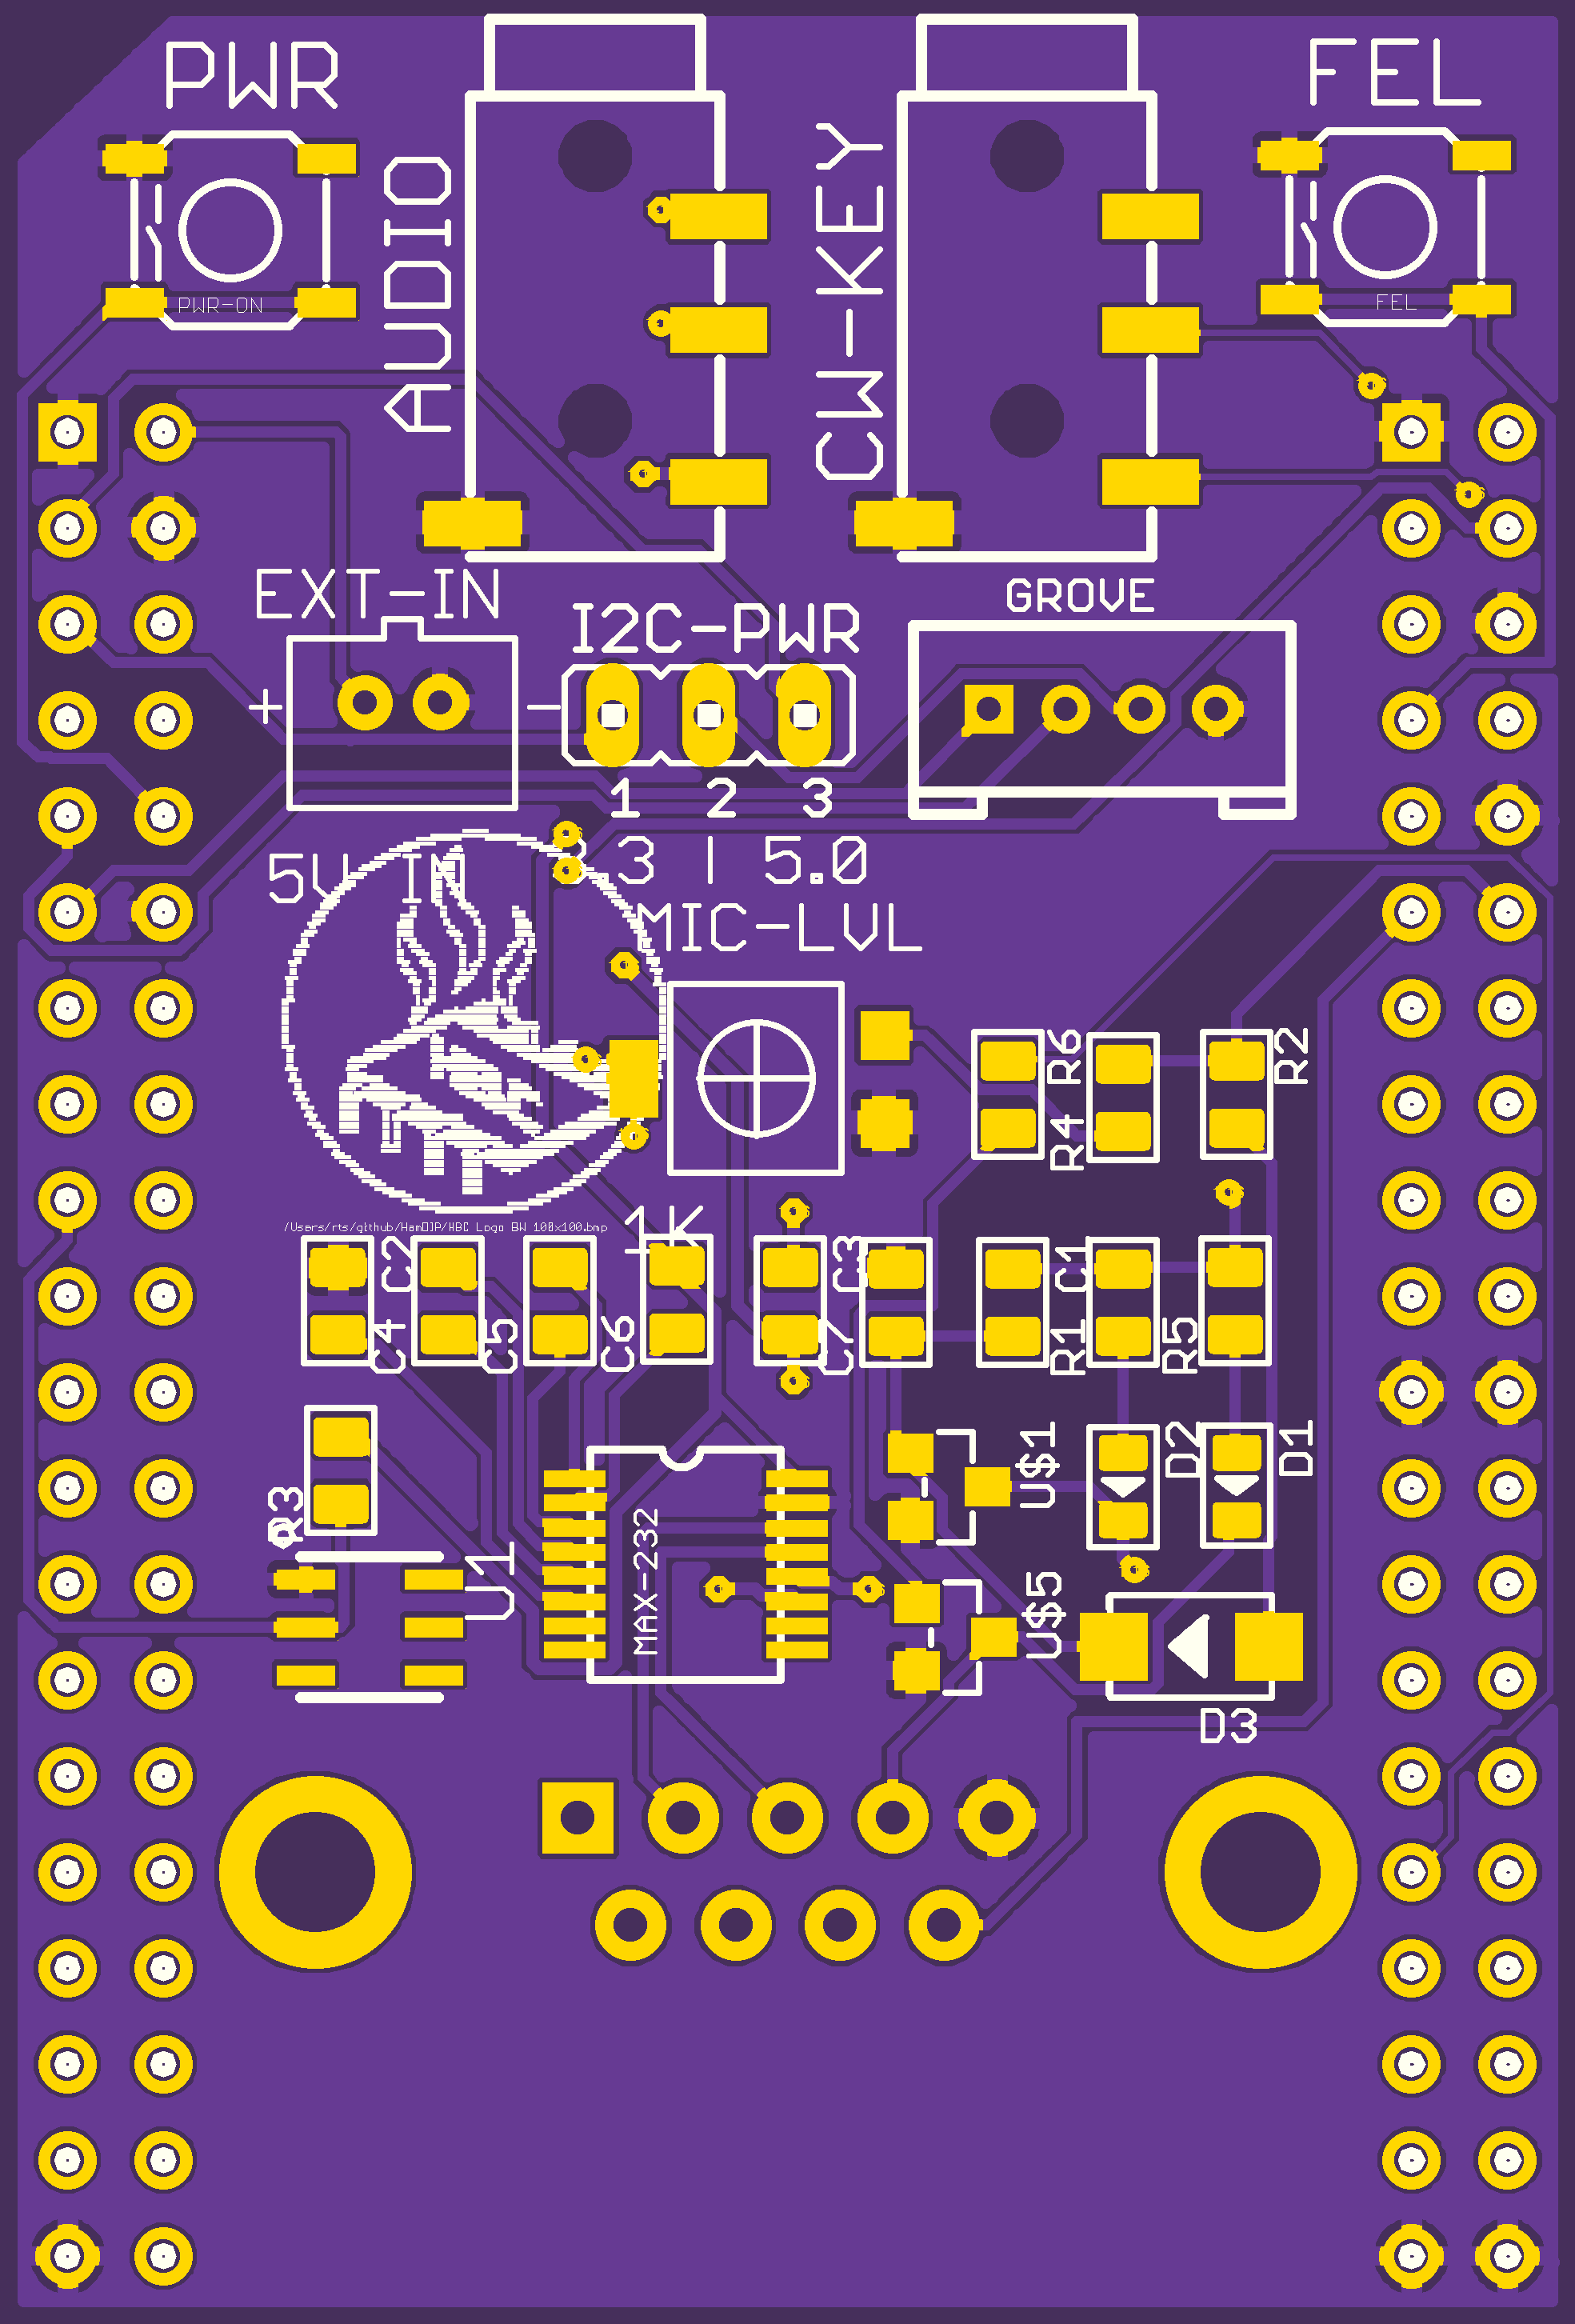 PWR
FEL
AUDIO
CW-KEY
PWR-ON
FEL
EXT-IN
I2C-PWR
GROVE
+
-
1 2 3
.3 | 5.0
5V IN
MIC-LVL
R6
R2
R4
/Users/rts/github/HamDIP/HBC Logo BW 100x100.bmp
1K
C2
C3
C1
C4
C5
C6
C7
R1
R5
U$1
D2
D1
R3
MAX-232
U1
U$5
D3